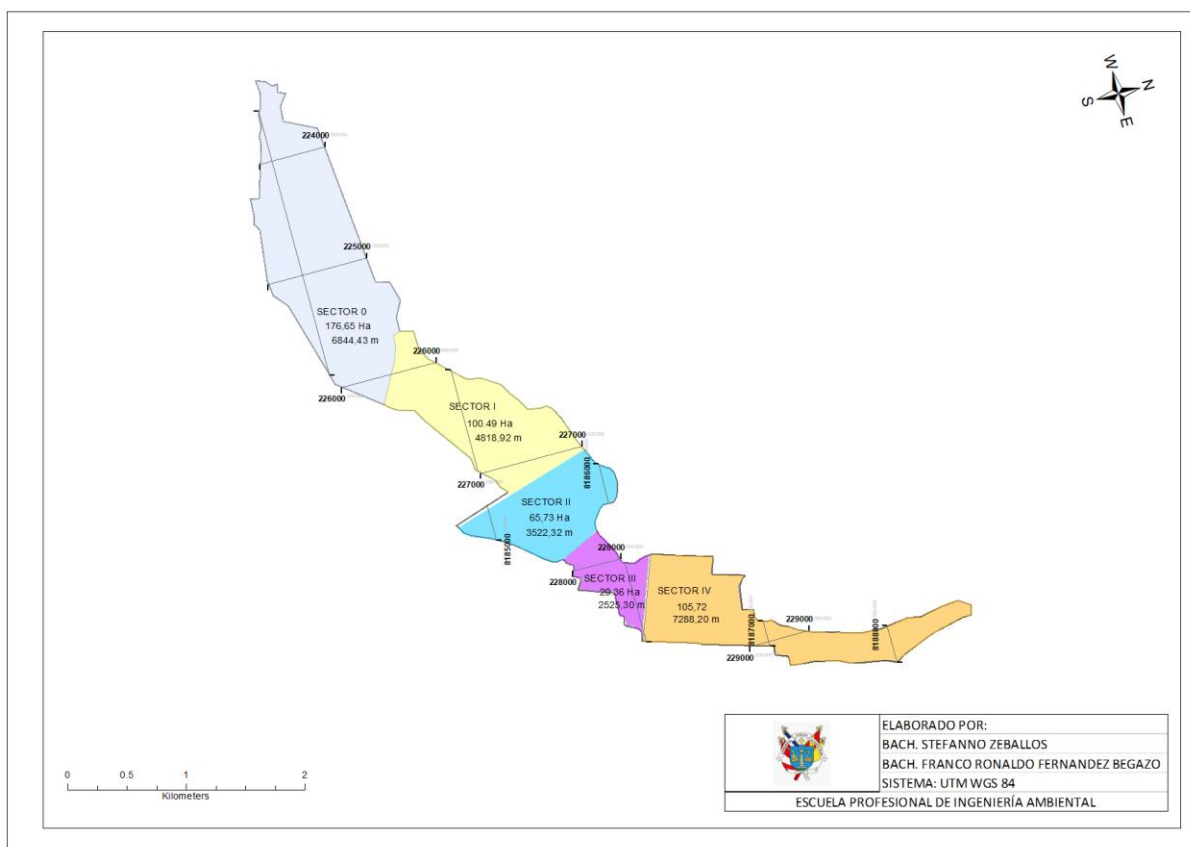 W
N
S
E
224000
225000
SECTOR 0
176,65 Ha
6844,43 m
226000
226000
SECTOR I
100.49 Ha
4818,92 m
227000
8186000
227000
SECTOR II
65,73 Ha
3522,32 m
8185000
228000
228000
SECTOR III
29,36 Ha
2525,30 m
SECTOR IV
105,72
7288,20 m
8187000
229000
8188000
229000
0 0.5 1 2
Kilometers
ELABORADO POR:
BACH. STEFANNO ZEBALLOS
BACH. FRANCO RONALDO FERNANDEZ BEGAZO
SISTEMA: UTM WGS 84
ESCUELA PROFESIONAL DE INGENIERÍA AMBIENTAL